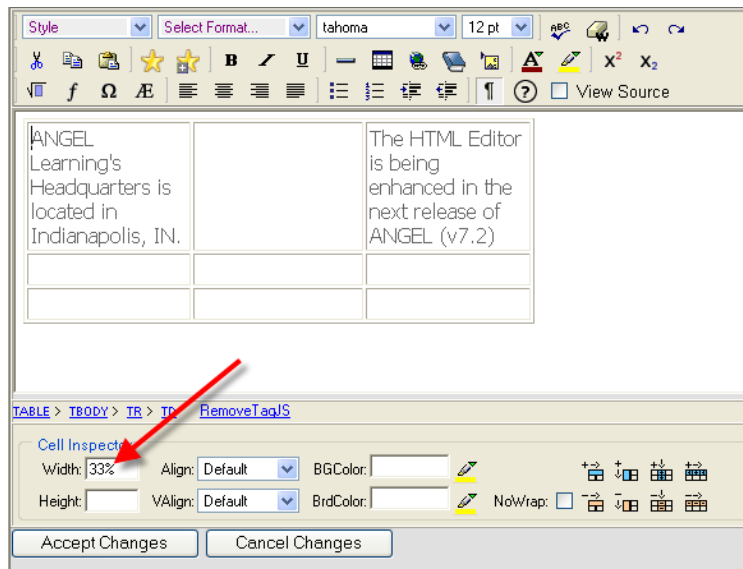 Style Select Format... tahoma 12 pt ABC
B I U A X² X₂
√ f Ω Æ ¶ ? View Source
ANGEL
Learning's
Headquarters is
located in
Indianapolis, IN.
The HTML Editor
is being
enhanced in the
next release of
ANGEL (v7.2)
TABLE > TBODY > TR > TD RemoveTagJS
Cell Inspector
Width: 33% Align: Default BGColor:
Height: VAlign: Default BrdColor: NoWrap:
Accept Changes Cancel Changes